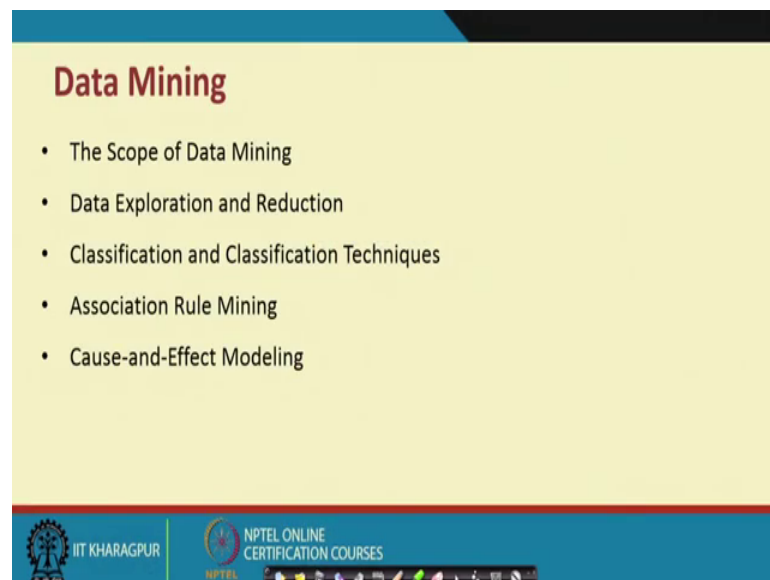 Data Mining
• The Scope of Data Mining
• Data Exploration and Reduction
• Classification and Classification Techniques
• Association Rule Mining
• Cause-and-Effect Modeling
IIT KHARAGPUR
NPTEL ONLINE
CERTIFICATION COURSES
NPTEL